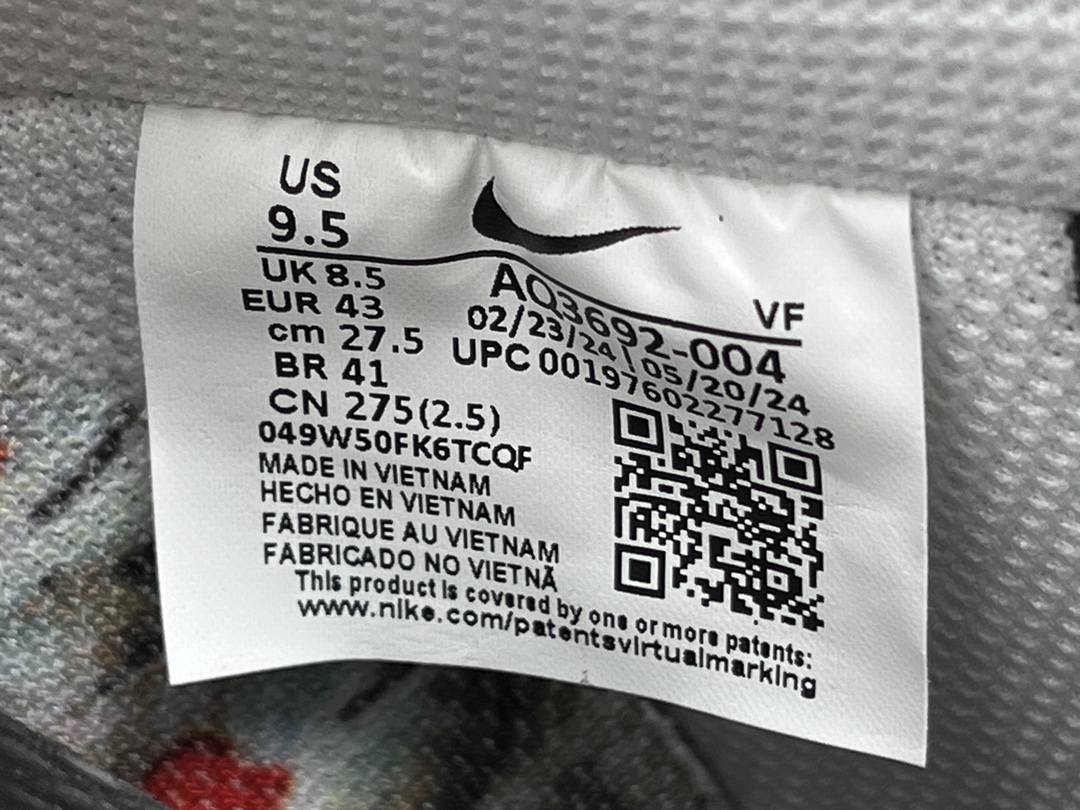 US
9.5
UK 8.5
EUR 43
cm 27.5
BR 41
CN 275(2.5)
VF
AQ3692-004
02/23/24 | 05/20/24
UPC 00197602277128
049W50FK6TCQF
MADE IN VIETNAM
HECHO EN VIETNAM
FABRIQUE AU VIETNAM
FABRICADO NO VIETNÃ
This product is covered by one or more patents:
www.nike.com/patentsvirtualmarking